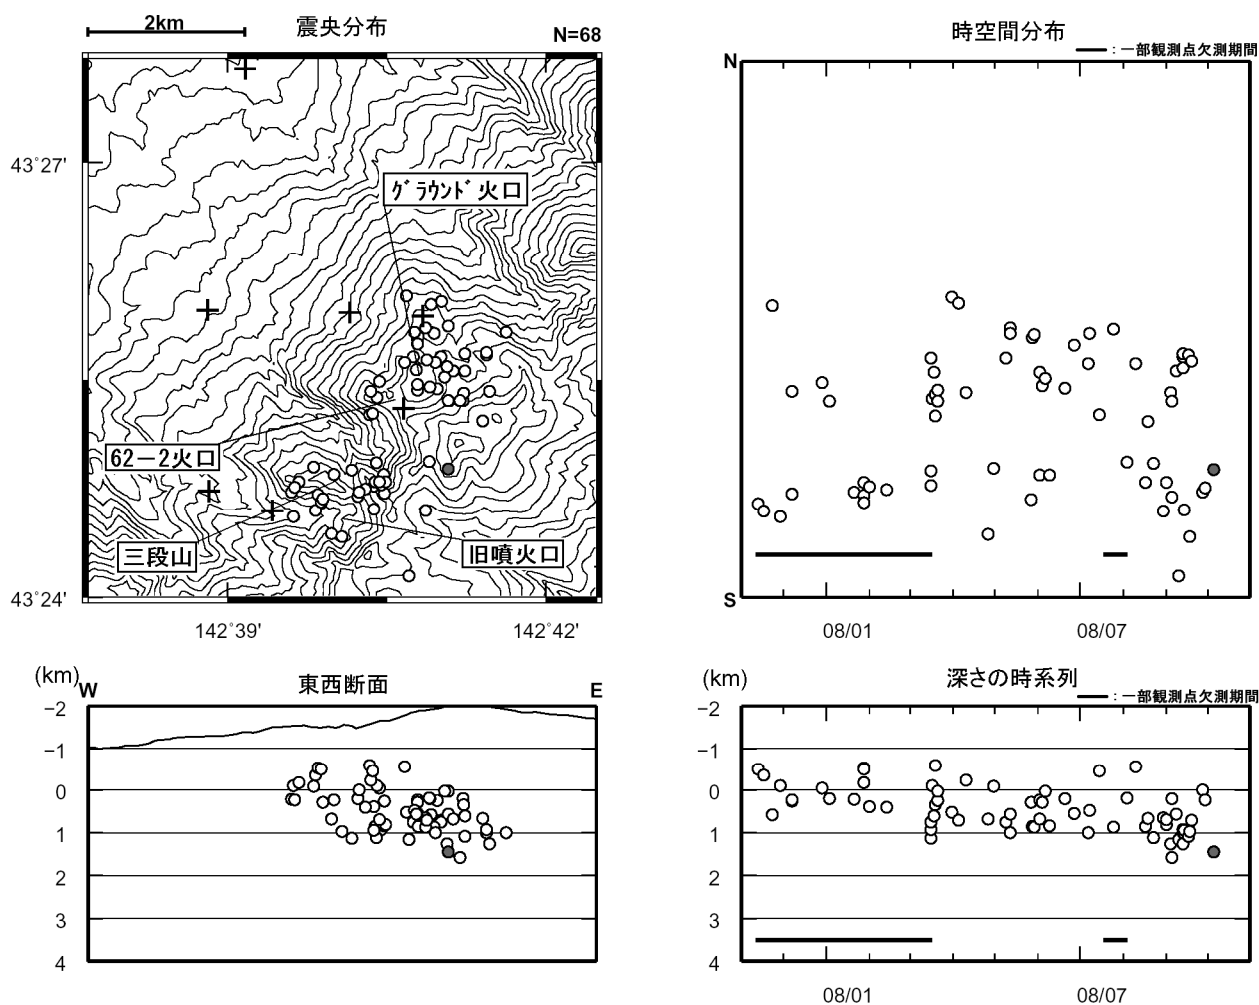 2km
震央分布
N=68
43°27'
43°24'
142°39'
142°42'
グラウンド火口
62－2火口
三段山
旧噴火口
時空間分布
：一部観測点欠測期間
N
S
08/01
08/07
(km)
W
東西断面
E
−2
−1
0
1
2
3
4
(km)
深さの時系列
：一部観測点欠測期間
−2
−1
0
1
2
3
4
08/01
08/07